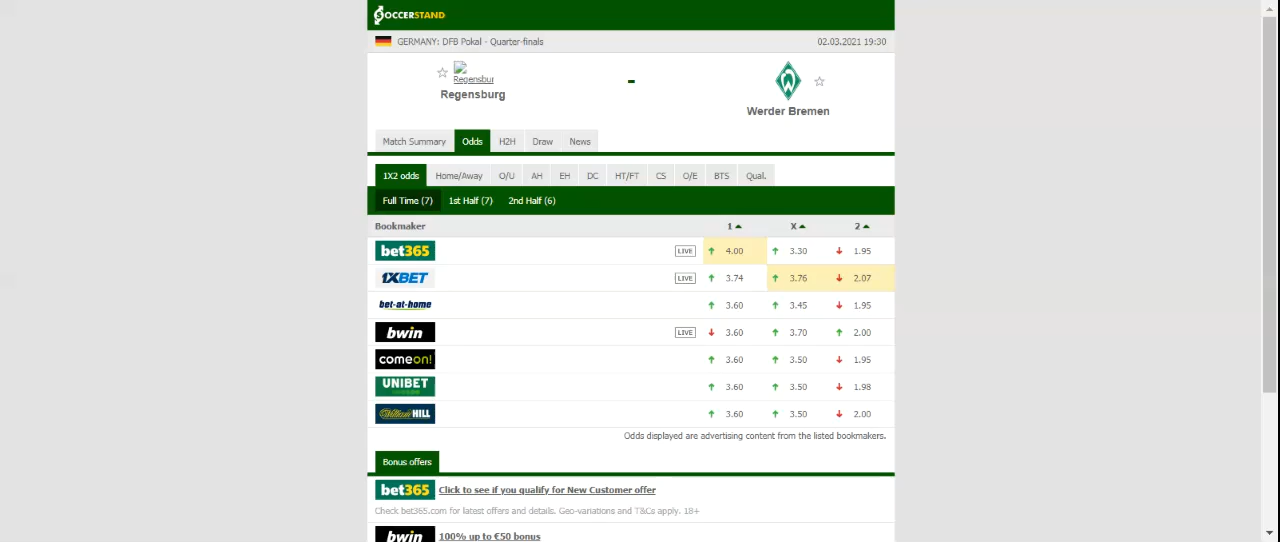 SOCCERSTAND
GERMANY: DFB Pokal - Quarter-finals 02.03.2021 19:30
Regensbur
Regensburg
-
Werder Bremen
Match Summary Odds H2H Draw News
1X2 odds Home/Away O/U AH EH DC HT/FT CS O/E BTS Qual.
Full Time (7) 1st Half (7) 2nd Half (6)
Bookmaker 1 X 2
bet365 LIVE 4.00 3.30 1.95
1XBET LIVE 3.74 3.76 2.07
bet-at-home 3.60 3.45 1.95
bwin LIVE 3.60 3.70 2.00
comeon! 3.60 3.50 1.95
UNIBET 3.60 3.50 1.98
William HILL 3.60 3.50 2.00
Odds displayed are advertising content from the listed bookmakers.
Bonus offers
bet365 Click to see if you qualify for New Customer offer
Check bet365.com for latest offers and details. Geo-variations and T&Cs apply. 18+
bwin 100% up to €50 bonus